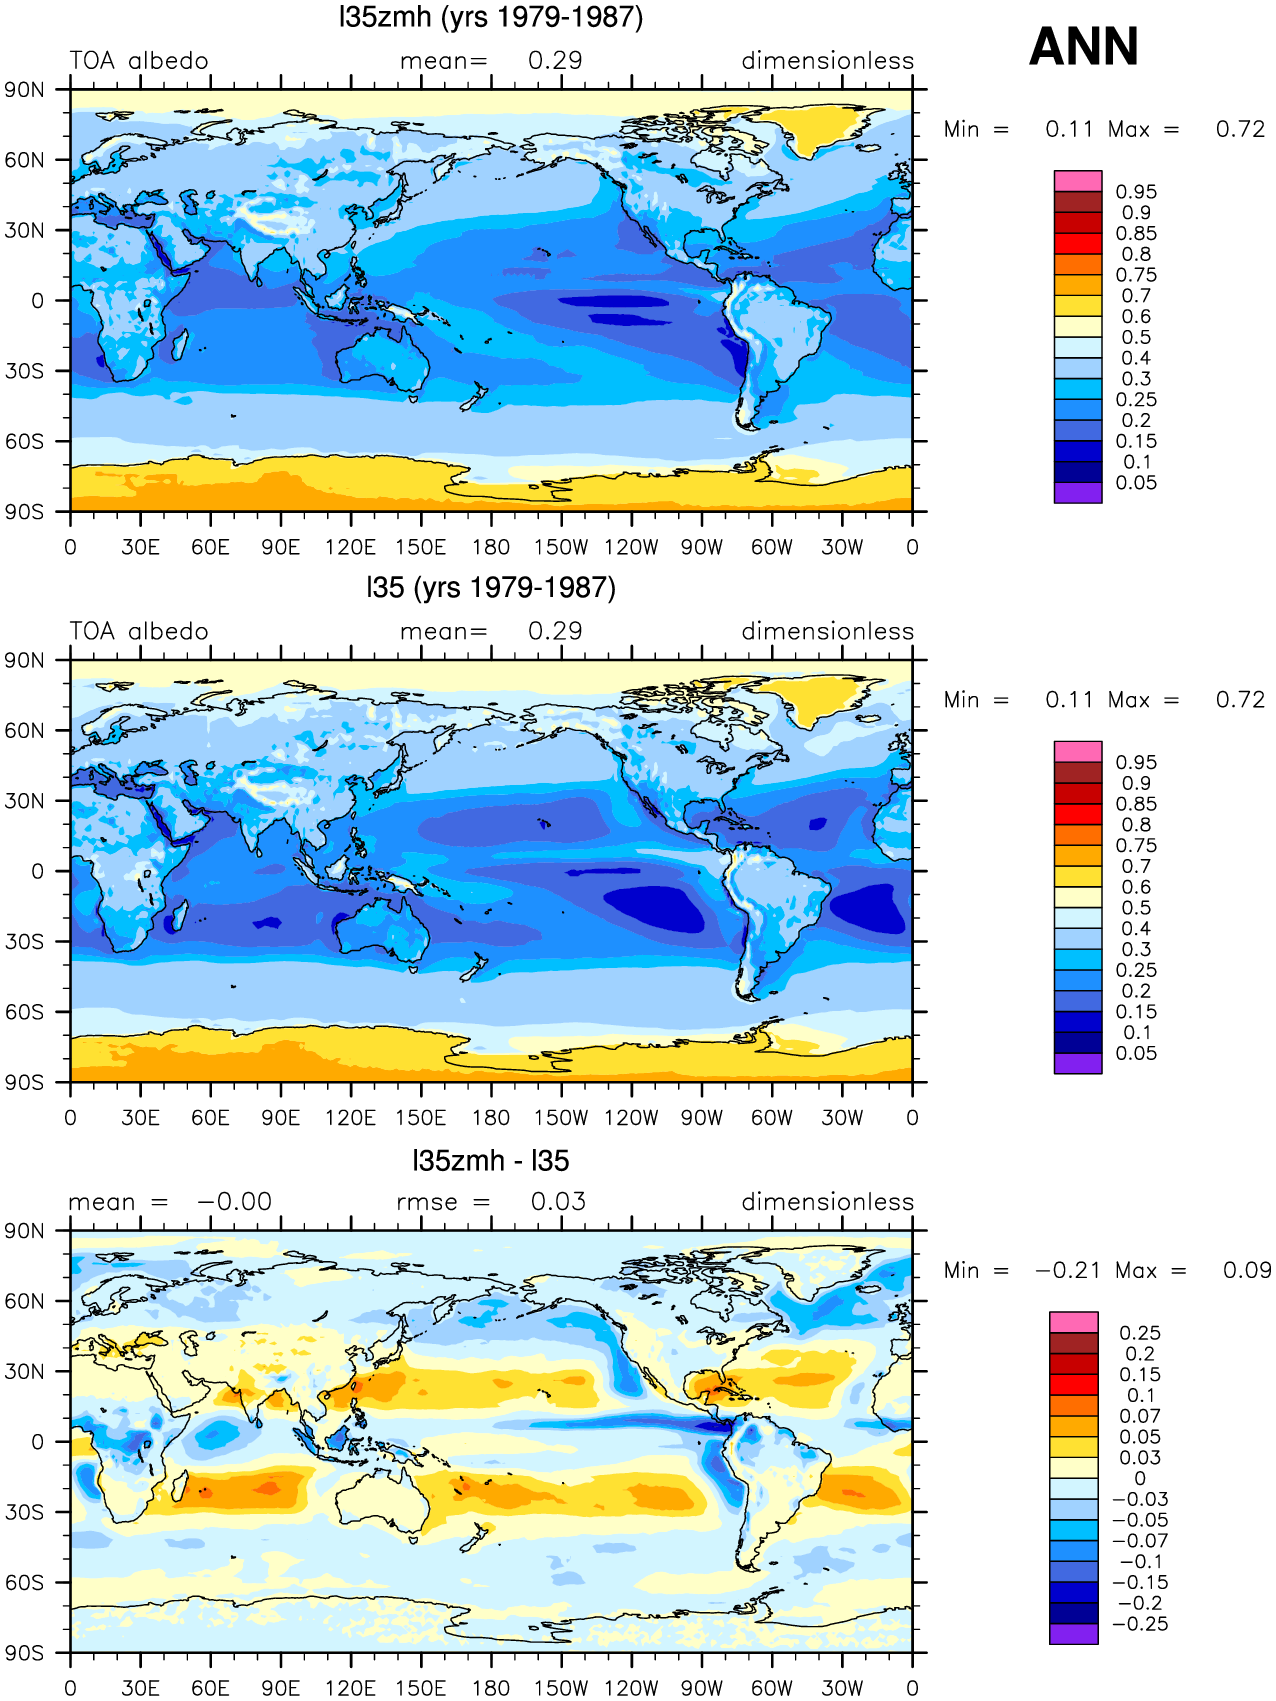 l35zmh (yrs 1979-1987)
ANN
TOA albedo mean= 0.29 dimensionless
Min = 0.11 Max = 0.72
90N
60N
30N
0
30S
60S
90S
0 30E 60E 90E 120E 150E 180 150W 120W 90W 60W 30W 0
0.95
0.9
0.85
0.8
0.75
0.7
0.6
0.5
0.4
0.3
0.25
0.2
0.15
0.1
0.05
l35 (yrs 1979-1987)
TOA albedo mean= 0.29 dimensionless
Min = 0.11 Max = 0.72
90N
60N
30N
0
30S
60S
90S
0 30E 60E 90E 120E 150E 180 150W 120W 90W 60W 30W 0
0.95
0.9
0.85
0.8
0.75
0.7
0.6
0.5
0.4
0.3
0.25
0.2
0.15
0.1
0.05
l35zmh - l35
mean = -0.00 rmse = 0.03 dimensionless
Min = -0.21 Max = 0.09
90N
60N
30N
0
30S
60S
90S
0 30E 60E 90E 120E 150E 180 150W 120W 90W 60W 30W 0
0.25
0.2
0.15
0.1
0.07
0.05
0.03
0
-0.03
-0.05
-0.07
-0.1
-0.15
-0.2
-0.25